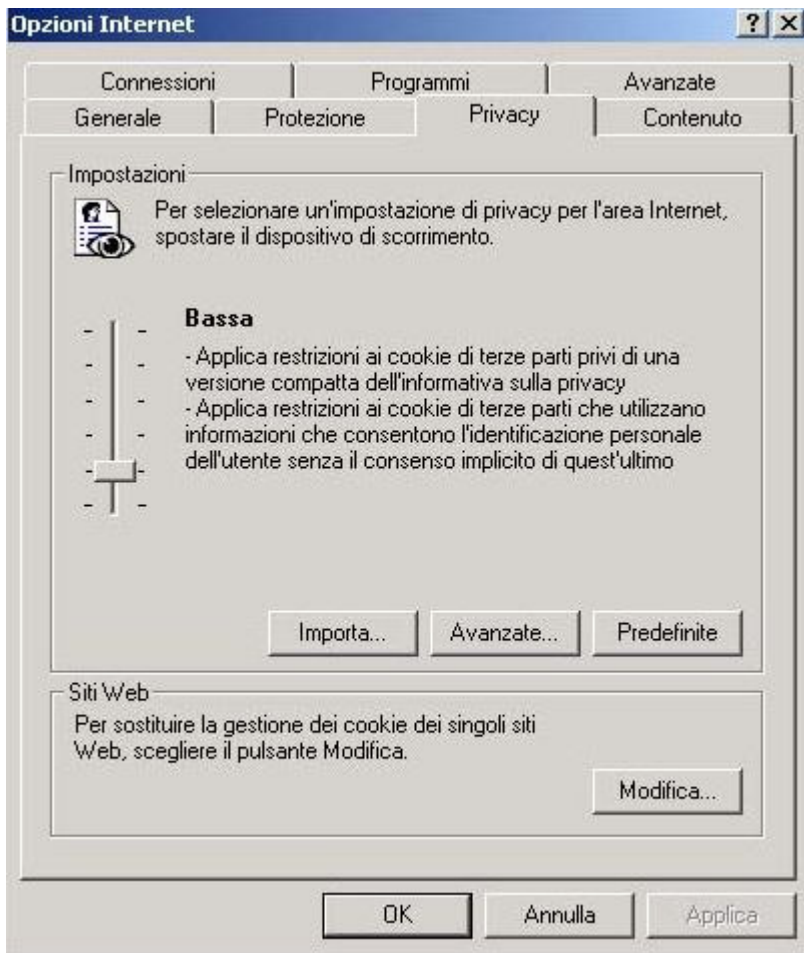 Opzioni Internet
Connessioni
Programmi
Avanzate
Generale
Protezione
Privacy
Contenuto
Impostazioni
Per selezionare un'impostazione di privacy per l'area Internet,
spostare il dispositivo di scorrimento.
Bassa
- Applica restrizioni ai cookie di terze parti privi di una
versione compatta dell'informativa sulla privacy
- Applica restrizioni ai cookie di terze parti che utilizzano
informazioni che consentono l'identificazione personale
dell'utente senza il consenso implicito di quest'ultimo
Importa...
Avanzate...
Predefinite
Siti Web
Per sostituire la gestione dei cookie dei singoli siti
Web, scegliere il pulsante Modifica.
Modifica...
OK
Annulla
Applica